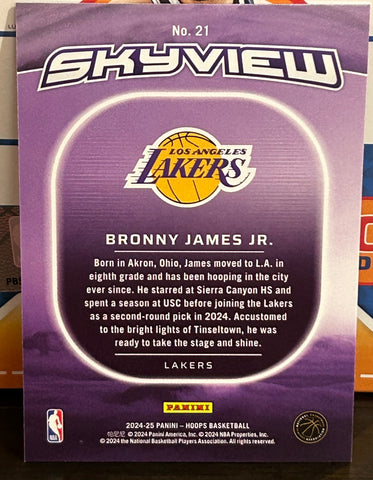 No. 21
SKYVIEW
LOS ANGELES
LAKERS
BRONNY JAMES JR.
Born in Akron, Ohio, James moved to L.A. in
eighth grade and has been hooping in the city
ever since. He starred at Sierra Canyon HS and
spent a season at USC before joining the Lakers
as a second-round pick in 2024. Accustomed
to the bright lights of Tinseltown, he was
ready to take the stage and shine.
LAKERS
PANINI
NBA
2024-25 PANINI – HOOPS BASKETBALL
帕尼尼 © 2024 Panini America, Inc. © 2024 NBA Properties, Inc.
© 2024 the National Basketball Players Association. All rights reserved.